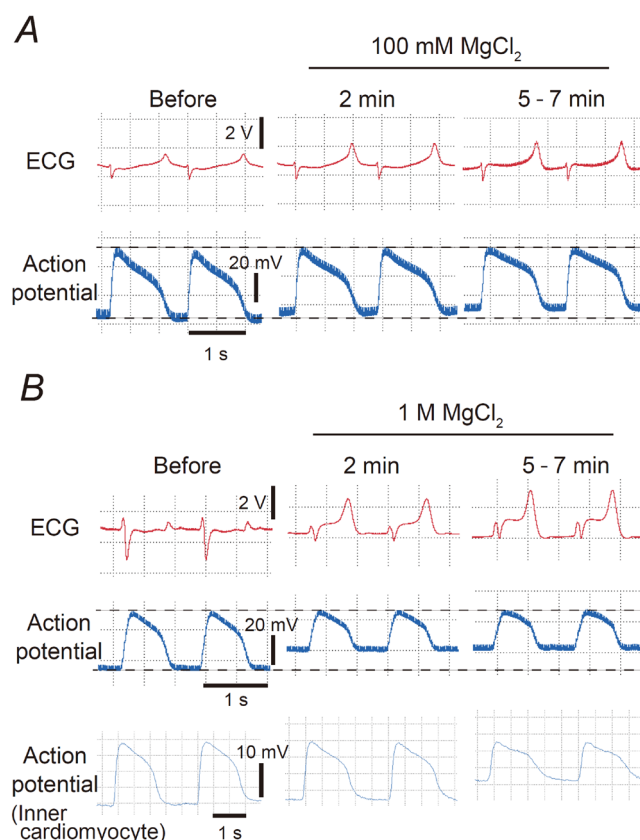 A
100 mM MgCl₂
Before
2 min
5 - 7 min
2 V
ECG
Action
potential
20 mV
1 s
B
1 M MgCl₂
Before
2 min
5 - 7 min
2 V
ECG
Action
potential
20 mV
1 s
Action
potential
(Inner
cardiomyocyte)
10 mV
1 s